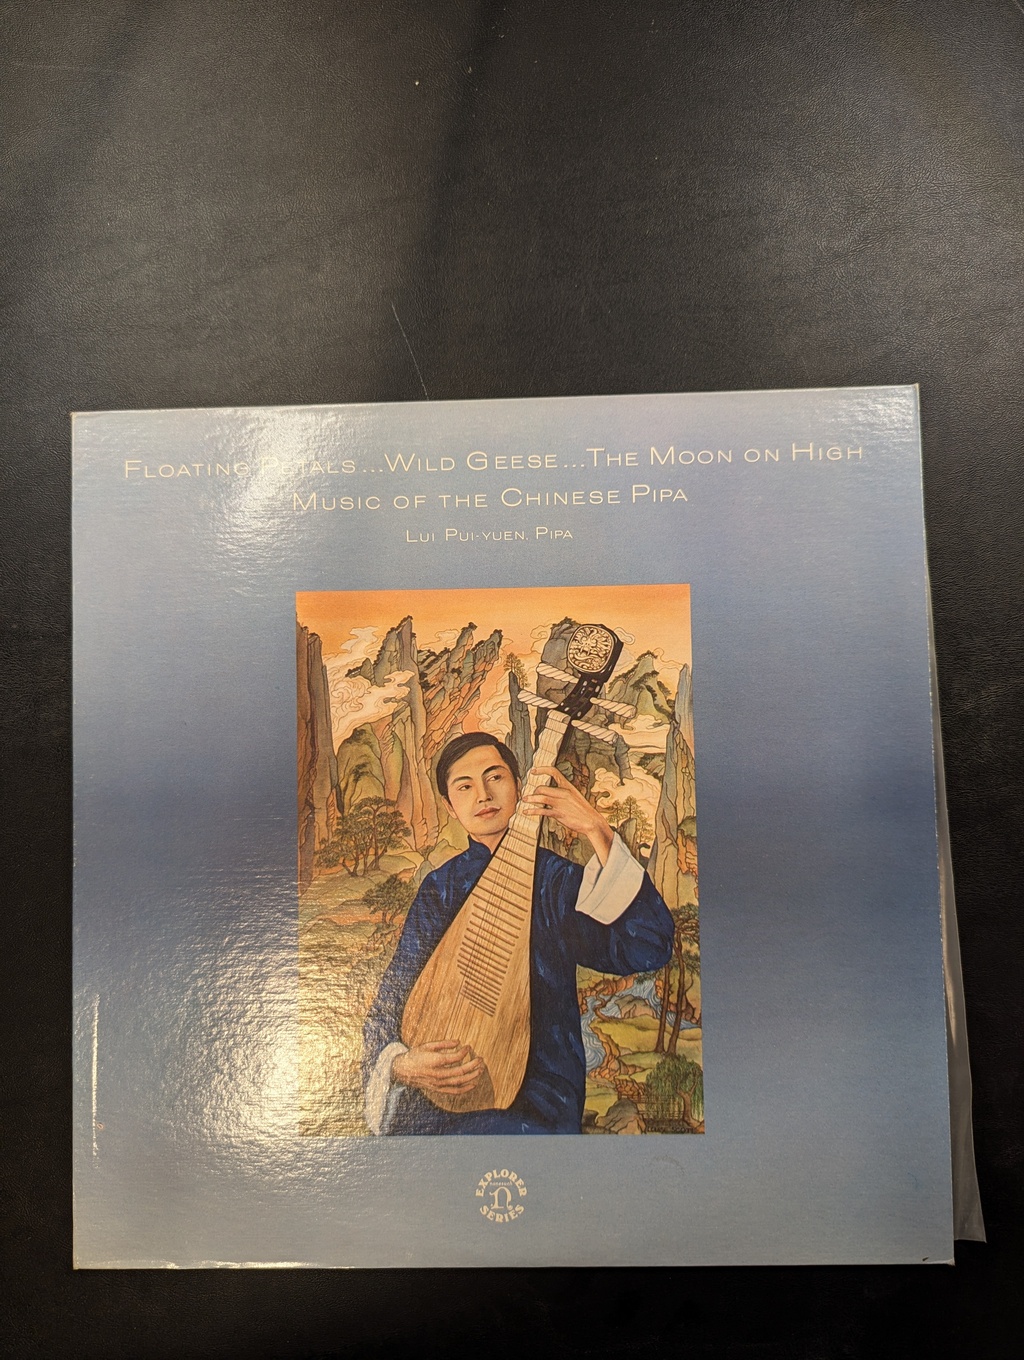 Floating Petals...Wild Geese...The Moon on High
Music of the Chinese Pipa
Lui Pui-yuen, Pipa
EXPLORER
nonesuch
n
SERIES